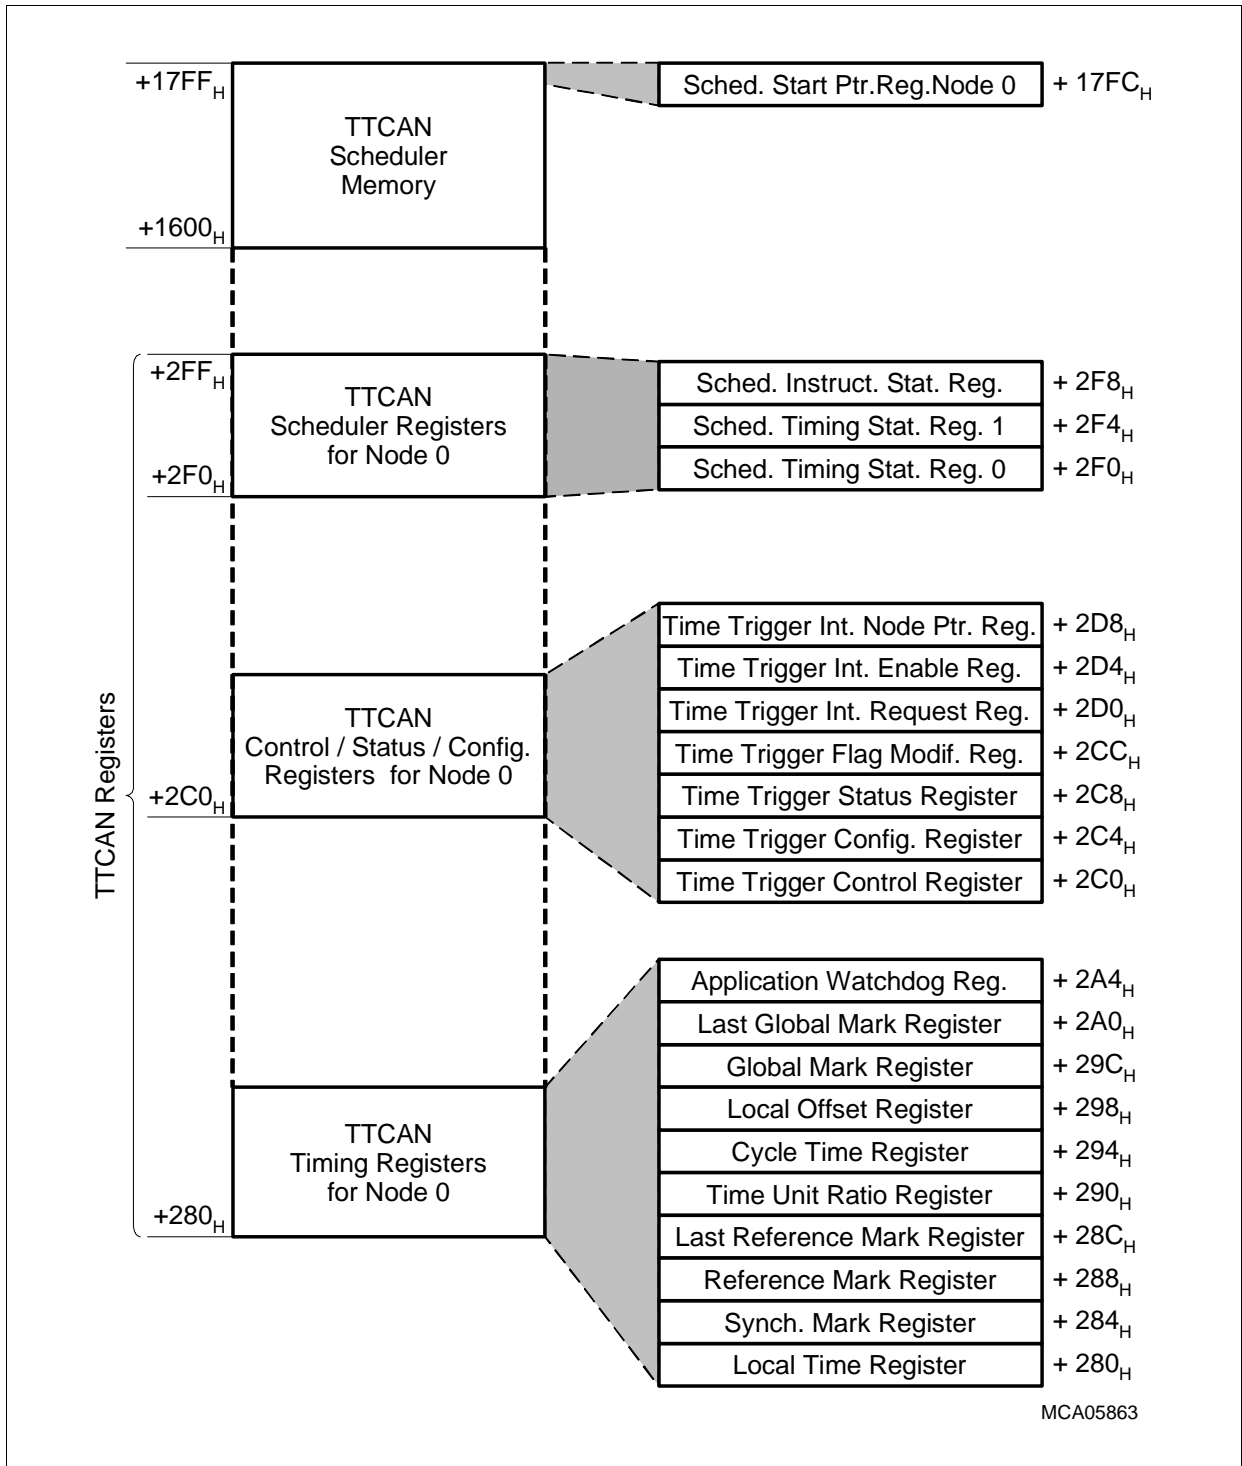 +17FFH
TTCAN
Scheduler
Memory
+1600H
Sched. Start Ptr.Reg.Node 0 + 17FCH
TTCAN Registers
+2FFH
TTCAN
Scheduler Registers
for Node 0
+2F0H
Sched. Instruct. Stat. Reg. + 2F8H
Sched. Timing Stat. Reg. 1 + 2F4H
Sched. Timing Stat. Reg. 0 + 2F0H
TTCAN
Control / Status / Config.
Registers for Node 0
+2C0H
Time Trigger Int. Node Ptr. Reg. + 2D8H
Time Trigger Int. Enable Reg. + 2D4H
Time Trigger Int. Request Reg. + 2D0H
Time Trigger Flag Modif. Reg. + 2CCH
Time Trigger Status Register + 2C8H
Time Trigger Config. Register + 2C4H
Time Trigger Control Register + 2C0H
TTCAN
Timing Registers
for Node 0
+280H
Application Watchdog Reg. + 2A4H
Last Global Mark Register + 2A0H
Global Mark Register + 29CH
Local Offset Register + 298H
Cycle Time Register + 294H
Time Unit Ratio Register + 290H
Last Reference Mark Register + 28CH
Reference Mark Register + 288H
Synch. Mark Register + 284H
Local Time Register + 280H
MCA05863